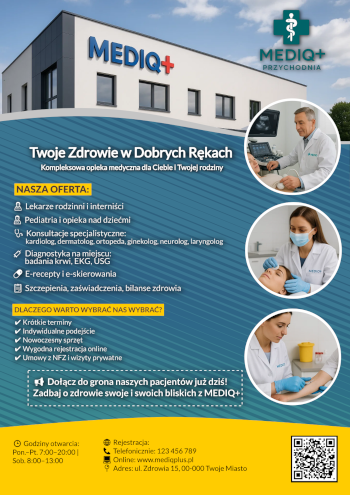 MEDIQ+
MEDIQ+
PRZYCHODNIA
Twoje Zdrowie w Dobrych Rękach
Kompleksowa opieka medyczna dla Ciebie i Twojej rodziny
NASZA OFERTA:
Lekarze rodzinni i interniści
Pediatria i opieka nad dziećmi
Konsultacje specjalistyczne:
kardiolog, dermatolog, ortopeda, ginekolog, neurolog, laryngolog
Diagnostyka na miejscu:
badania krwi, EKG, USG
E-recepty i e-skierowania
Szczepienia, zaświadczenia, bilanse zdrowia
MEDIQ
DLACZEGO WARTO WYBRAĆ NAS WYBRAĆ?
✔ Krótkie terminy
✔ Indywidualne podejście
✔ Nowoczesny sprzęt
✔ Wygodna rejestracja online
✔ Umowy z NFZ i wizyty prywatne
Dołącz do grona naszych pacjentów już dziś!
Zadbaj o zdrowie swoje i swoich bliskich z MEDIQ+
Godziny otwarcia:
Pon.-Pt. 7:00-20:00 |
Sob. 8:00-13:00
Rejestracja:
Telefonicznie: 123 456 789
Online: www.mediqplus.pl
Adres: ul. Zdrowia 15, 00-000 Twoje Miasto